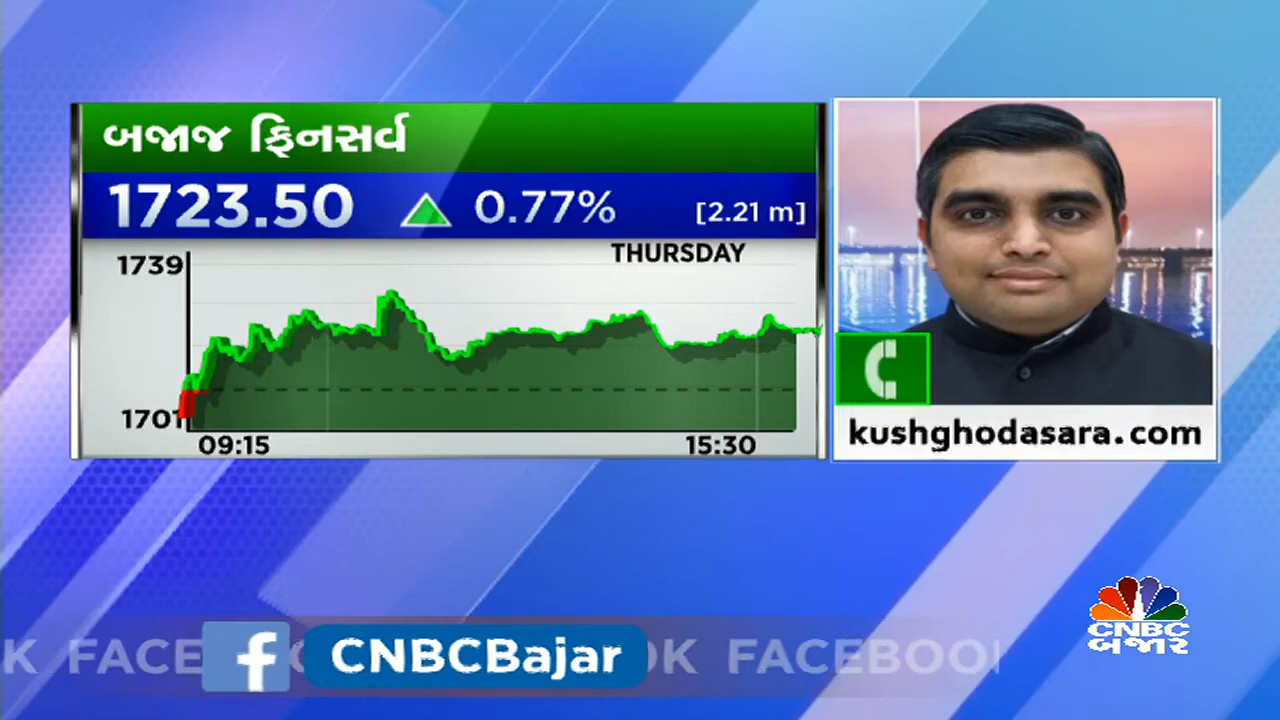 બજાજ ફિનસર્વ
1723.50 0.77% [2.21 m]
THURSDAY
1739
1701
09:15 15:30
kushghodasara.com
K FACE CNBCBajar OK FACEBOO
CNBC
બજાર